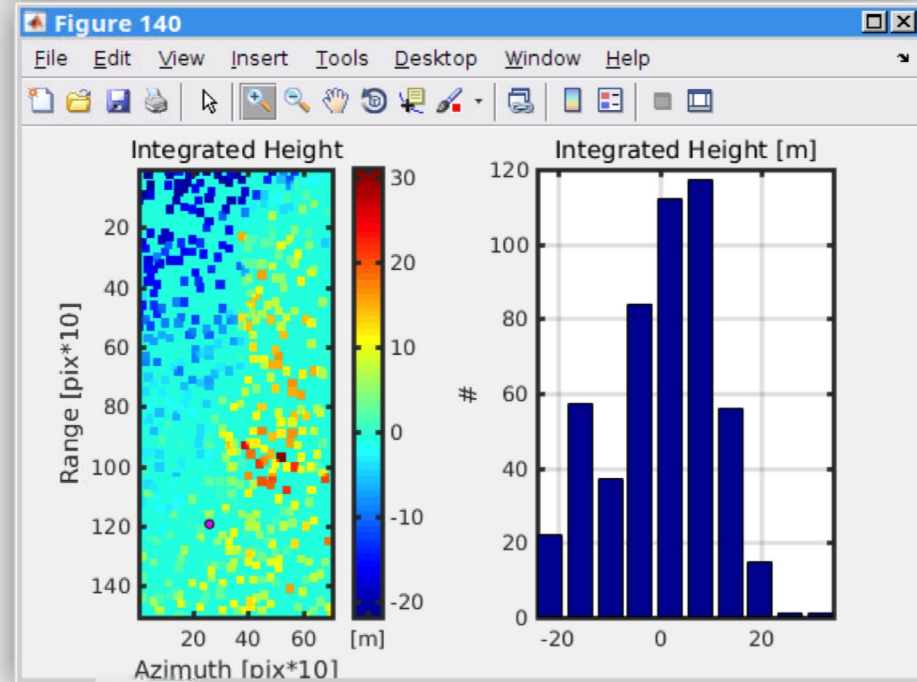 Figure 140
File Edit View Insert Tools Desktop Window Help
Integrated Height
20
40
60
80
100
120
140
Range [pix*10]
20 40 60
Azimuth [pix*10]
30
20
10
0
-10
-20
[m]
Integrated Height [m]
120
100
80
60
40
20
0
#
-20 0 20